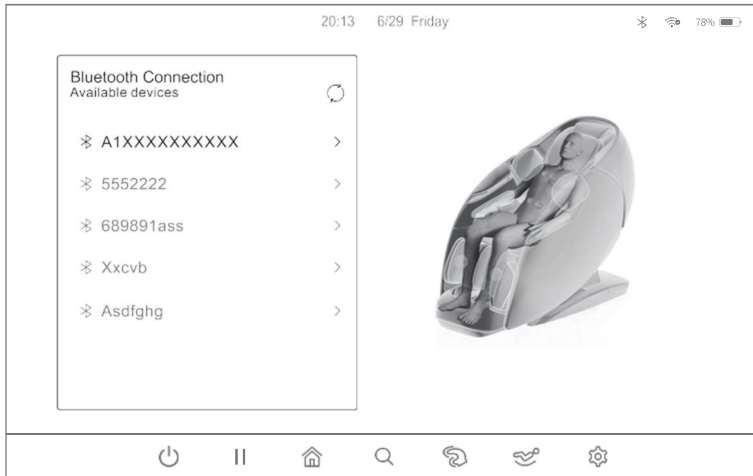 20:13 6/29 Friday 78%
Bluetooth Connection
Available devices
A1XXXXXXXXXX
5552222
689891ass
Xxcvb
Asdfghg